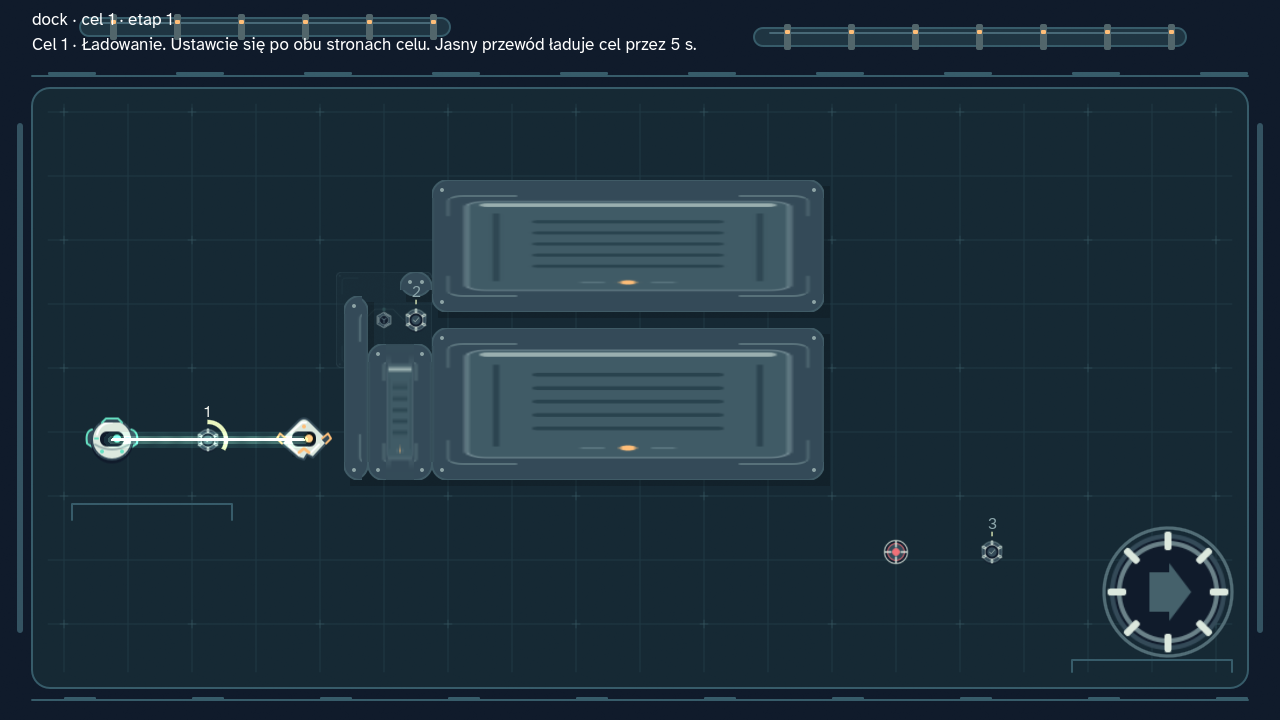 dock · cel 1 · etap 1
Cel 1 · Ładowanie. Ustawcie się po obu stronach celu. Jasny przewód ładuje cel przez 5 s.
2
1
3